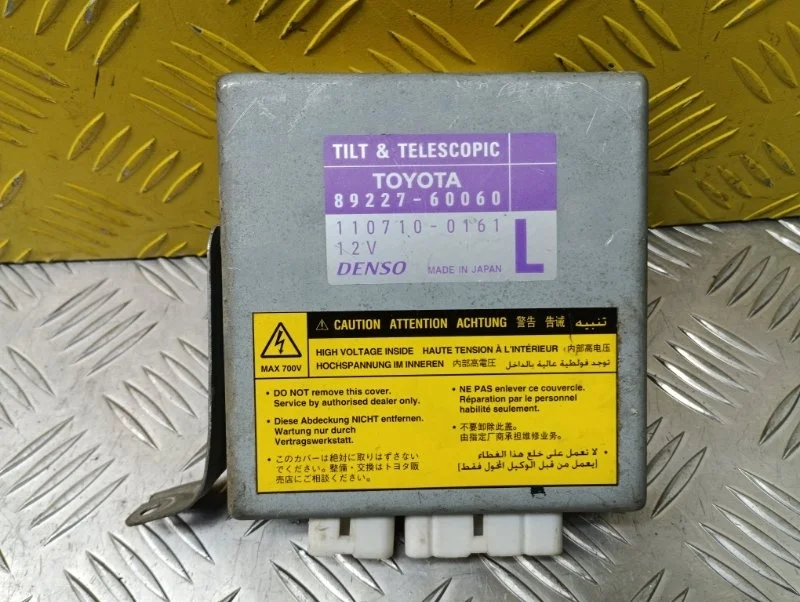 TILT & TELESCOPIC
TOYOTA
89227-60060
110710-0161
12V
DENSO MADE IN JAPAN L
⚠ CAUTION ATTENTION ACHTUNG 警告 告诫 تنبيه
MAX 700V
HIGH VOLTAGE INSIDE HAUTE TENSION À L'INTÉRIEUR 内部高电压
HOCHSPANNUNG IM INNEREN 内部高電圧 توجد فولطية عالية بالداخل
• DO NOT remove this cover.
Service by authorised dealer only.
• Diese Abdeckung NICHT entfernen.
Wartung nur durch
Vertragswerkstatt.
• このカバーは絶対に取りはずさない
でください。整備・交換はトヨタ販
売店にご相談ください。
• NE PAS enlever ce couvercle.
Réparation par le personnel
habilité seulement.
• 不要卸除此盖。
由指定厂商承担维修业务。
• لا تعمل على خلع هذا الغطاء
(يعمل من قبل الوكيل المخول فقط)